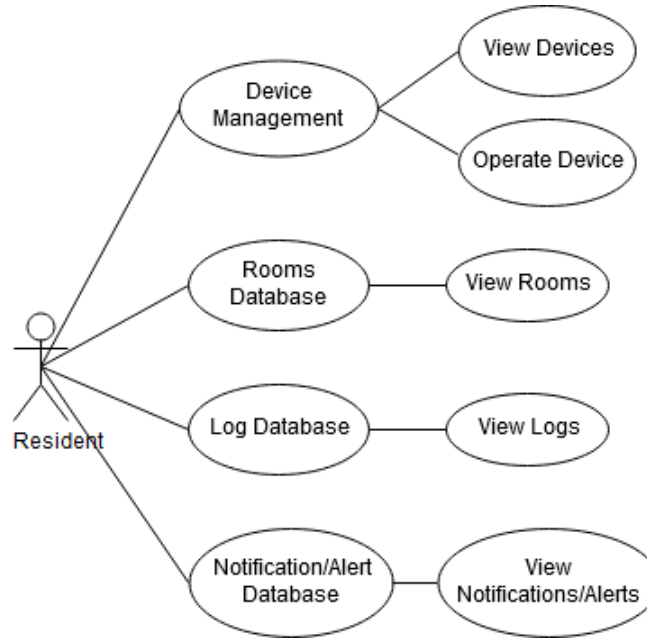 View Devices
Device
Management
Operate Device
Rooms
Database
View Rooms
Resident
Log Database
View Logs
Notification/Alert
Database
View
Notifications/Alerts